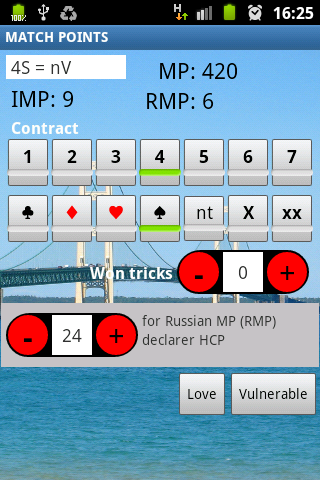 100%
16:25
MATCH POINTS
4S = nV
MP: 420
IMP: 9
RMP: 6
Contract
1 2 3 4 5 6 7
♣ ♦ ♥ ♠ nt X xx
Won tricks - 0 +
- 24 +
for Russian MP (RMP)
declarer HCP
Love Vulnerable